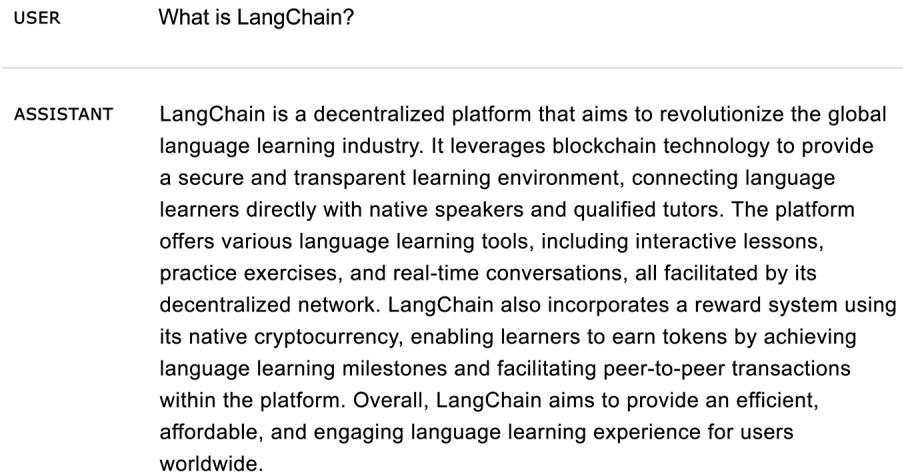 USER What is LangChain?
ASSISTANT LangChain is a decentralized platform that aims to revolutionize the global
language learning industry. It leverages blockchain technology to provide
a secure and transparent learning environment, connecting language
learners directly with native speakers and qualified tutors. The platform
offers various language learning tools, including interactive lessons,
practice exercises, and real-time conversations, all facilitated by its
decentralized network. LangChain also incorporates a reward system using
its native cryptocurrency, enabling learners to earn tokens by achieving
language learning milestones and facilitating peer-to-peer transactions
within the platform. Overall, LangChain aims to provide an efficient,
affordable, and engaging language learning experience for users
worldwide.